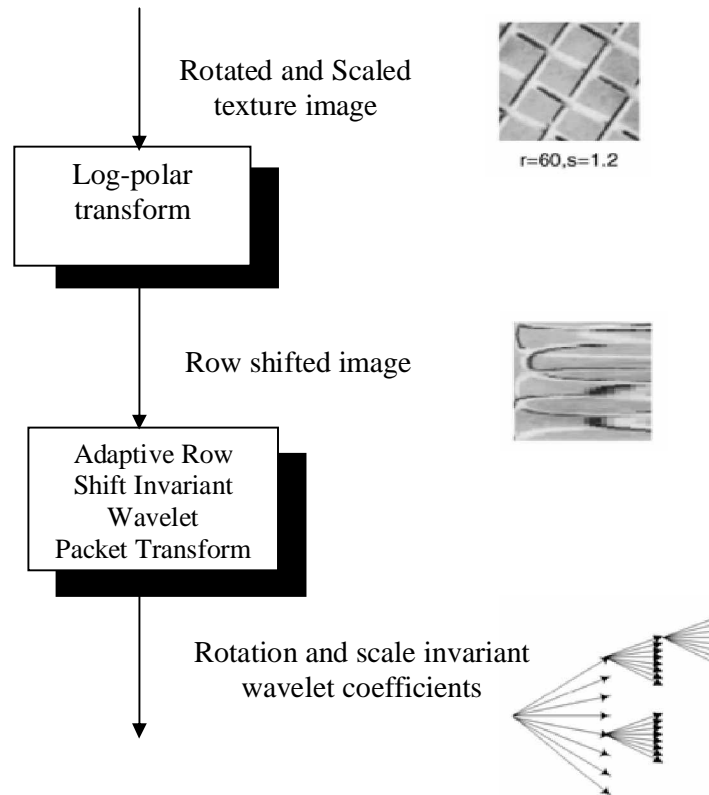 Rotated and Scaled
texture image
r=60,s=1.2
Log-polar
transform
Row shifted image
Adaptive Row
Shift Invariant
Wavelet
Packet Transform
Rotation and scale invariant
wavelet coefficients